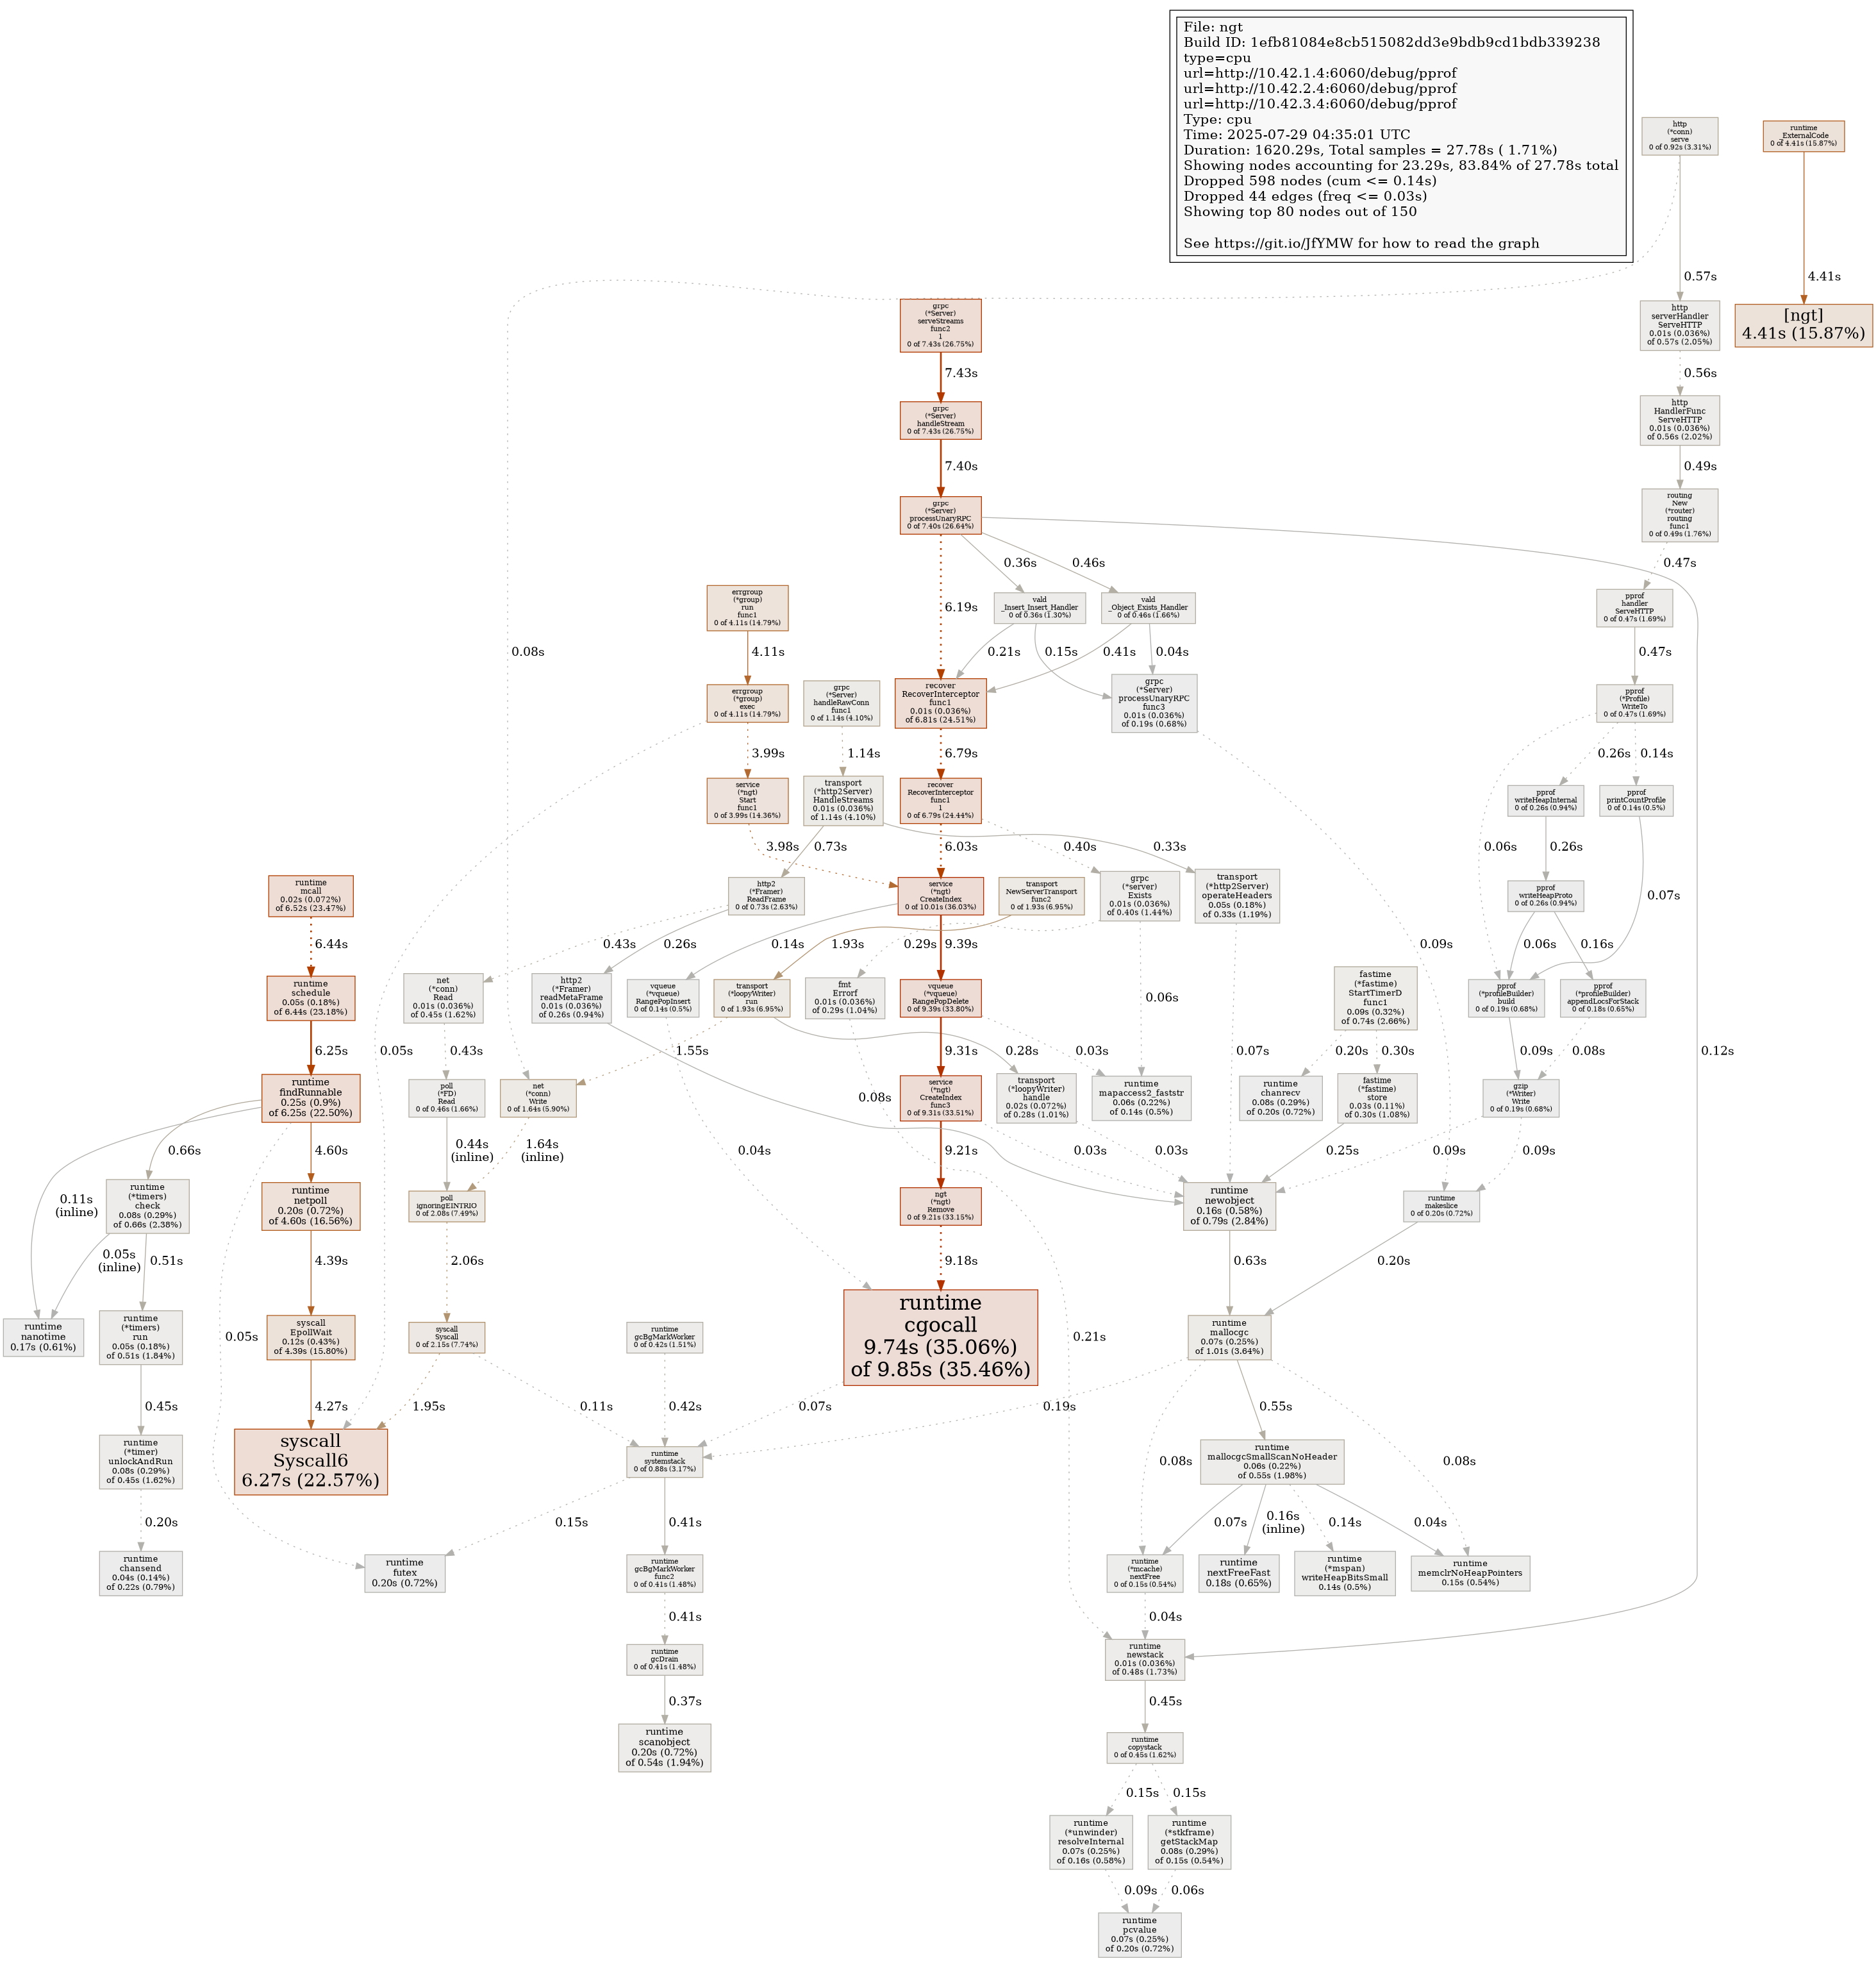 File: ngt
Build ID: 1efb81084e8cb515082dd3e9bdb9cd1bdb339238
type=cpu
url=http://10.42.1.4:6060/debug/pprof
url=http://10.42.2.4:6060/debug/pprof
url=http://10.42.3.4:6060/debug/pprof
Type: cpu
Time: 2025-07-29 04:35:01 UTC
Duration: 1620.29s, Total samples = 27.78s ( 1.71%)
Showing nodes accounting for 23.29s, 83.84% of 27.78s total
Dropped 598 nodes (cum <= 0.14s)
Dropped 44 edges (freq <= 0.03s)
Showing top 80 nodes out of 150
See https://git.io/JfYMW for how to read the graph
http
(*conn)
serve
0 of 0.92s (3.31%)
runtime
_ExternalCode
0 of 4.41s (15.87%)
0.57s
4.41s
grpc
(*Server)
serveStreams
func2
1
0 of 7.43s (26.75%)
http
serverHandler
ServeHTTP
0.01s (0.036%)
of 0.57s (2.05%)
[ngt]
4.41s (15.87%)
7.43s
0.56s
grpc
(*Server)
handleStream
0 of 7.43s (26.75%)
http
HandlerFunc
ServeHTTP
0.01s (0.036%)
of 0.56s (2.02%)
7.40s
0.49s
grpc
(*Server)
processUnaryRPC
0 of 7.40s (26.64%)
routing
New
(*router)
routing
func1
0 of 0.49s (1.76%)
0.36s
0.46s
0.47s
errgroup
(*group)
run
func1
0 of 4.11s (14.79%)
6.19s
vald
_Insert_Insert_Handler
0 of 0.36s (1.30%)
vald
_Object_Exists_Handler
0 of 0.46s (1.66%)
pprof
handler
ServeHTTP
0 of 0.47s (1.69%)
0.08s
4.11s
0.21s
0.15s
0.41s
0.04s
0.47s
errgroup
(*group)
exec
0 of 4.11s (14.79%)
grpc
(*Server)
handleRawConn
func1
0 of 1.14s (4.10%)
recover
RecoverInterceptor
func1
0.01s (0.036%)
of 6.81s (24.51%)
grpc
(*Server)
processUnaryRPC
func3
0.01s (0.036%)
of 0.19s (0.68%)
pprof
(*Profile)
WriteTo
0 of 0.47s (1.69%)
3.99s
1.14s
6.79s
0.26s
0.14s
service
(*ngt)
Start
func1
0 of 3.99s (14.36%)
transport
(*http2Server)
HandleStreams
0.01s (0.036%)
of 1.14s (4.10%)
recover
RecoverInterceptor
func1
1
0 of 6.79s (24.44%)
pprof
writeHeapInternal
0 of 0.26s (0.94%)
pprof
printCountProfile
0 of 0.14s (0.5%)
3.98s
0.73s
6.03s
0.40s
0.33s
0.06s
0.26s
runtime
mcall
0.02s (0.072%)
of 6.52s (23.47%)
http2
(*Framer)
ReadFrame
0 of 0.73s (2.63%)
service
(*ngt)
CreateIndex
0 of 10.01s (36.03%)
transport
NewServerTransport
func2
0 of 1.93s (6.95%)
grpc
(*server)
Exists
0.01s (0.036%)
of 0.40s (1.44%)
transport
(*http2Server)
operateHeaders
0.05s (0.18%)
of 0.33s (1.19%)
pprof
writeHeapProto
0 of 0.26s (0.94%)
0.07s
6.44s
0.43s
0.26s
0.14s
1.93s
0.29s
9.39s
0.09s
0.06s
0.16s
runtime
schedule
0.05s (0.18%)
of 6.44s (23.18%)
net
(*conn)
Read
0.01s (0.036%)
of 0.45s (1.62%)
http2
(*Framer)
readMetaFrame
0.01s (0.036%)
of 0.26s (0.94%)
vqueue
(*vqueue)
RangePopInsert
0 of 0.14s (0.5%)
transport
(*loopyWriter)
run
0 of 1.93s (6.95%)
fmt
Errorf
0.01s (0.036%)
of 0.29s (1.04%)
vqueue
(*vqueue)
RangePopDelete
0 of 9.39s (33.80%)
0.06s
fastime
(*fastime)
StartTimerD
func1
0.09s (0.32%)
of 0.74s (2.66%)
pprof
(*profileBuilder)
build
0 of 0.19s (0.68%)
pprof
(*profileBuilder)
appendLocsForStack
0 of 0.18s (0.65%)
6.25s
0.05s
0.43s
1.55s
9.31s
0.28s
0.03s
0.07s
0.20s
0.30s
0.09s
0.08s
0.12s
runtime
findRunnable
0.25s (0.9%)
of 6.25s (22.50%)
poll
(*FD)
Read
0 of 0.46s (1.66%)
net
(*conn)
Write
0 of 1.64s (5.90%)
0.08s
service
(*ngt)
CreateIndex
func3
0 of 9.31s (33.51%)
transport
(*loopyWriter)
handle
0.02s (0.072%)
of 0.28s (1.01%)
runtime
mapaccess2_faststr
0.06s (0.22%)
of 0.14s (0.5%)
runtime
chanrecv
0.08s (0.29%)
of 0.20s (0.72%)
fastime
(*fastime)
store
0.03s (0.11%)
of 0.30s (1.08%)
gzip
(*Writer)
Write
0 of 0.19s (0.68%)
0.66s
4.60s
0.44s
(inline)
1.64s
(inline)
0.04s
9.21s
0.03s
0.03s
0.25s
0.09s
0.09s
0.11s
(inline)
runtime
(*timers)
check
0.08s (0.29%)
of 0.66s (2.38%)
runtime
netpoll
0.20s (0.72%)
of 4.60s (16.56%)
poll
ignoringEINTRIO
0 of 2.08s (7.49%)
ngt
(*ngt)
Remove
0 of 9.21s (33.15%)
runtime
newobject
0.16s (0.58%)
of 0.79s (2.84%)
runtime
makeslice
0 of 0.20s (0.72%)
0.05s
(inline)
0.51s
4.39s
2.06s
9.18s
0.63s
0.20s
runtime
nanotime
0.17s (0.61%)
runtime
(*timers)
run
0.05s (0.18%)
of 0.51s (1.84%)
0.05s
syscall
EpollWait
0.12s (0.43%)
of 4.39s (15.80%)
syscall
Syscall
0 of 2.15s (7.74%)
runtime
gcBgMarkWorker
0 of 0.42s (1.51%)
runtime
cgocall
9.74s (35.06%)
of 9.85s (35.46%)
0.21s
runtime
mallocgc
0.07s (0.25%)
of 1.01s (3.64%)
0.45s
4.27s
1.95s
0.11s
0.42s
0.07s
0.19s
0.55s
runtime
(*timer)
unlockAndRun
0.08s (0.29%)
of 0.45s (1.62%)
syscall
Syscall6
6.27s (22.57%)
runtime
systemstack
0 of 0.88s (3.17%)
0.08s
runtime
mallocgcSmallScanNoHeader
0.06s (0.22%)
of 0.55s (1.98%)
0.08s
0.20s
0.15s
0.41s
0.07s
0.16s
(inline)
0.14s
0.04s
runtime
chansend
0.04s (0.14%)
of 0.22s (0.79%)
runtime
futex
0.20s (0.72%)
runtime
gcBgMarkWorker
func2
0 of 0.41s (1.48%)
runtime
(*mcache)
nextFree
0 of 0.15s (0.54%)
runtime
nextFreeFast
0.18s (0.65%)
runtime
(*mspan)
writeHeapBitsSmall
0.14s (0.5%)
runtime
memclrNoHeapPointers
0.15s (0.54%)
0.41s
0.04s
runtime
gcDrain
0 of 0.41s (1.48%)
runtime
newstack
0.01s (0.036%)
of 0.48s (1.73%)
0.37s
0.45s
runtime
scanobject
0.20s (0.72%)
of 0.54s (1.94%)
runtime
copystack
0 of 0.45s (1.62%)
0.15s
0.15s
runtime
(*unwinder)
resolveInternal
0.07s (0.25%)
of 0.16s (0.58%)
runtime
(*stkframe)
getStackMap
0.08s (0.29%)
of 0.15s (0.54%)
0.09s
0.06s
runtime
pcvalue
0.07s (0.25%)
of 0.20s (0.72%)